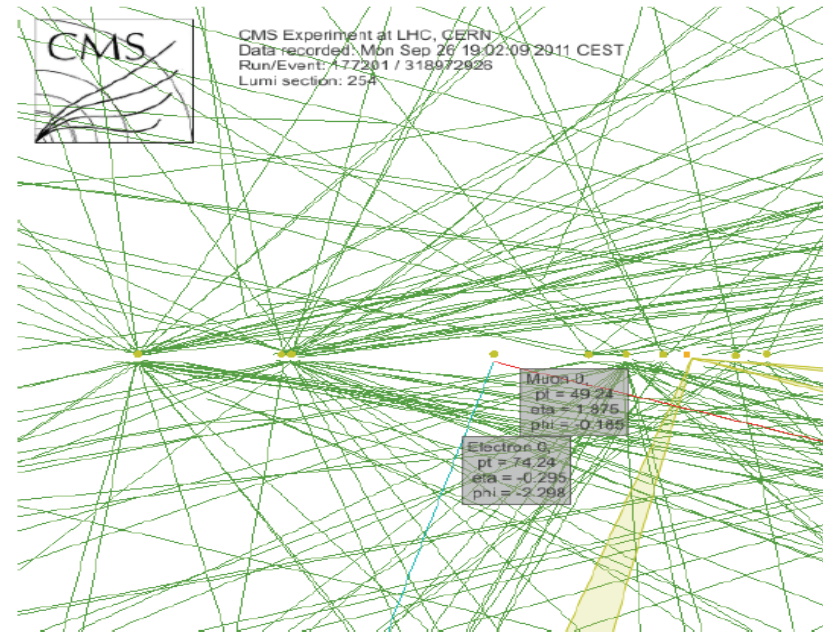 CMS
CMS Experiment at LHC, CERN
Data recorded: Mon Sep 26 19:02:09 2011 CEST
Run/Event: 177201 / 318972926
Lumi section: 254
Muon 0,
pt = 49.24
eta = 1.875
phi = -0.165
Electron 0,
pt = 74.24
eta = -0.295
phi = -2.298